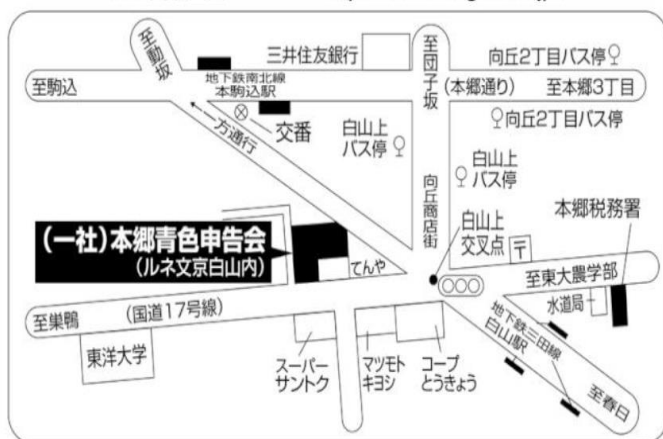 至動坂
三井住友銀行
至団子坂
向丘2丁目バス停
至駒込
地下鉄南北線
本駒込駅
(本郷通り)
至本郷3丁目
一方通行
交番
白山上
バス停
向丘2丁目バス停
向丘商店街
白山上
バス停
白山上
交叉点
本郷税務署
(一社)本郷青色申告会
(ルネ文京白山内)
てんや
〒
至東大農学部
水道局
至巣鴨
(国道17号線)
地下鉄三田線
白山駅
東洋大学
スーパー
サントク
マツモト
キヨシ
コープ
とうきょう
至春日